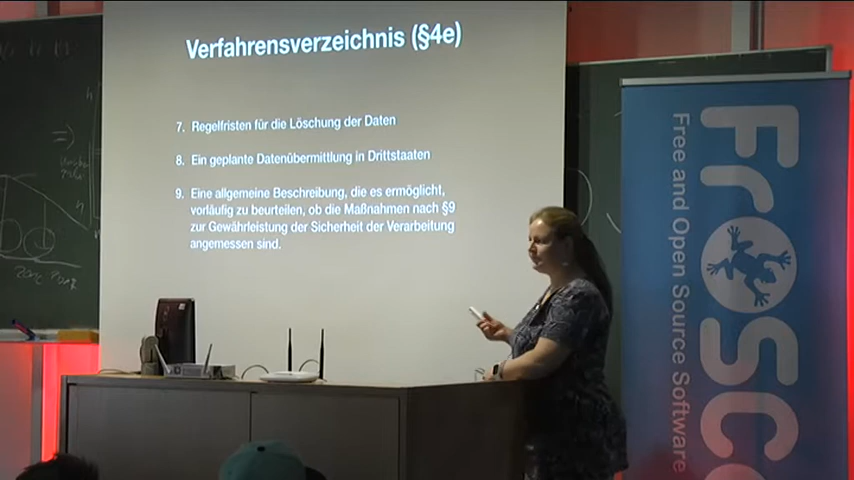 Verfahrensverzeichnis (§4e)
7. Regelfristen für die Löschung der Daten
8. Ein geplante Datenübermittlung in Drittstaaten
9. Eine allgemeine Beschreibung, die es ermöglicht,
vorläufig zu beurteilen, ob die Maßnahmen nach §9
zur Gewährleistung der Sicherheit der Verarbeitung
angemessen sind.
Free and Open Source Software
FrOSC